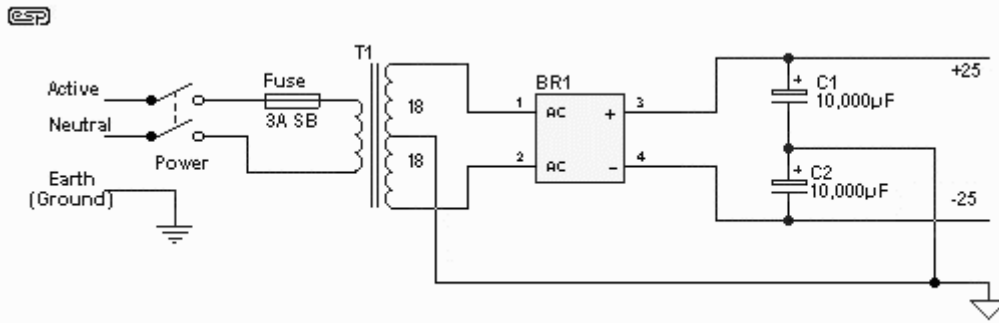 esp
T1
Active
Fuse
BR1
+25
+ C1
18
1
AC
+
3
10,000µF
Neutral
3A SB
18
2
AC
-
4
Power
+ C2
Earth
(Ground)
10,000µF
-25